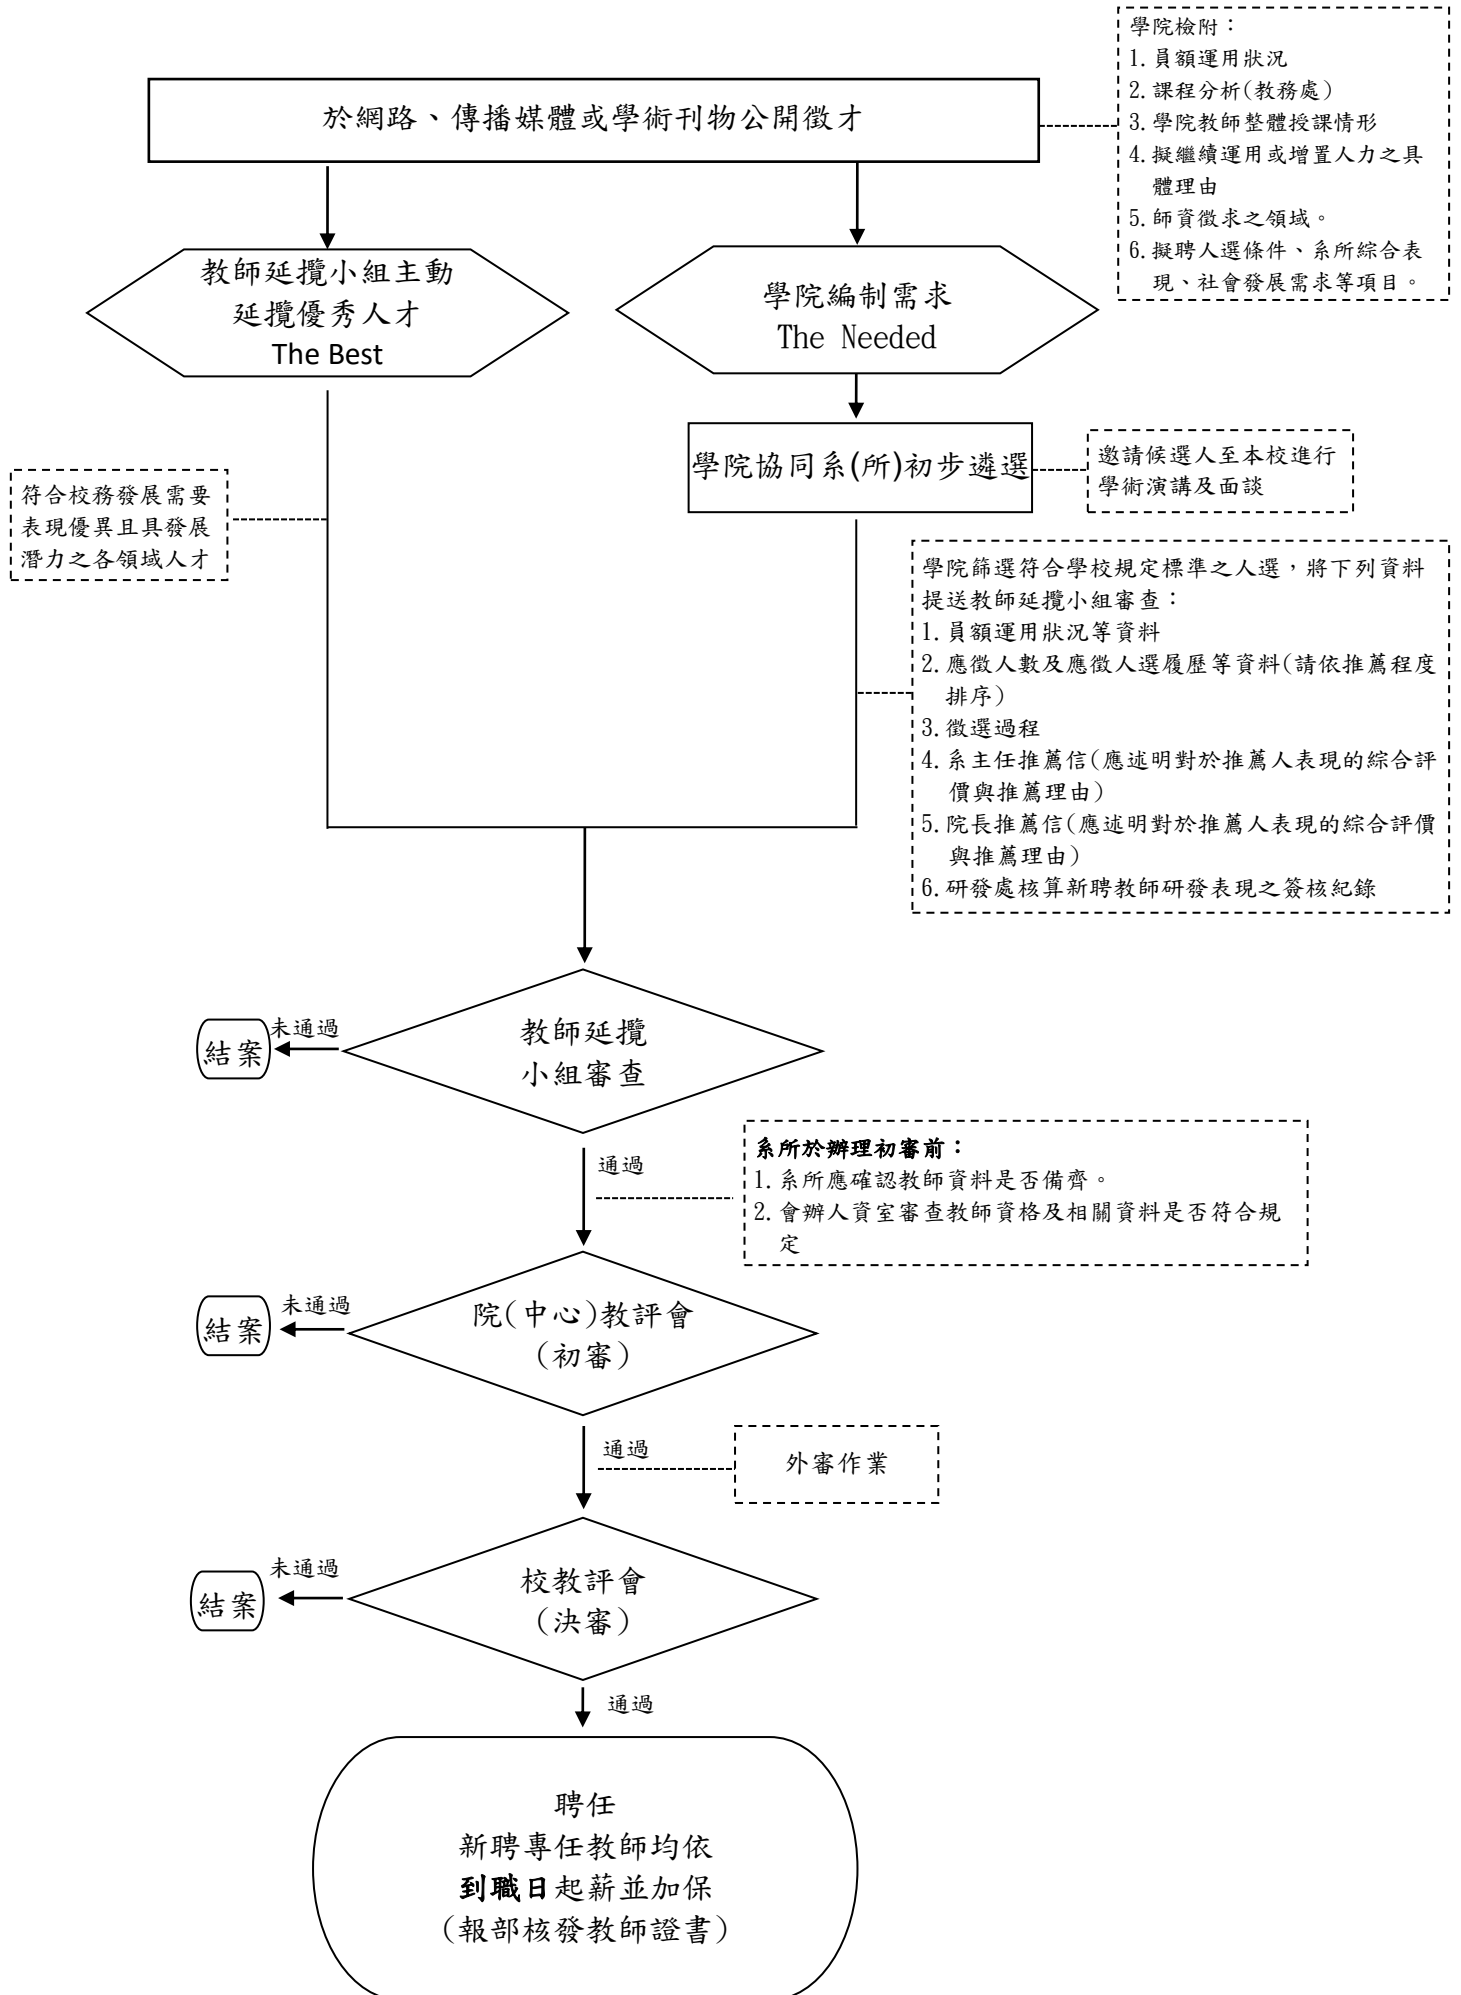 學院檢附：
1.員額運用狀況
2.課程分析(教務處)
3.學院教師整體授課情形
4.擬繼續運用或增置人力之具
體理由
5.師資徵求之領域。
6.擬聘人選條件、系所綜合表
現、社會發展需求等項目。
於網路、傳播媒體或學術刊物公開徵才
教師延攬小組主動
延攬優秀人才
The Best
學院編制需求
The Needed
學院協同系(所)初步遴選
邀請候選人至本校進行
學術演講及面談
符合校務發展需要
表現優異且具發展
潛力之各領域人才
學院篩選符合學校規定標準之人選，將下列資料
提送教師延攬小組審查：
1.員額運用狀況等資料
2.應徵人數及應徵人選履歷等資料(請依推薦程度
排序)
3.徵選過程
4.系主任推薦信(應述明對於推薦人表現的綜合評
價與推薦理由)
5.院長推薦信(應述明對於推薦人表現的綜合評價
與推薦理由)
6.研發處核算新聘教師研發表現之簽核紀錄
教師延攬
小組審查
未通過
結案
通過
系所於辦理初審前：
1.系所應確認教師資料是否備齊。
2.會辦人資室審查教師資格及相關資料是否符合規
定
院(中心)教評會
(初審)
未通過
結案
通過
外審作業
校教評會
(決審)
未通過
結案
通過
聘任
新聘專任教師均依
到職日起薪並加保
(報部核發教師證書)